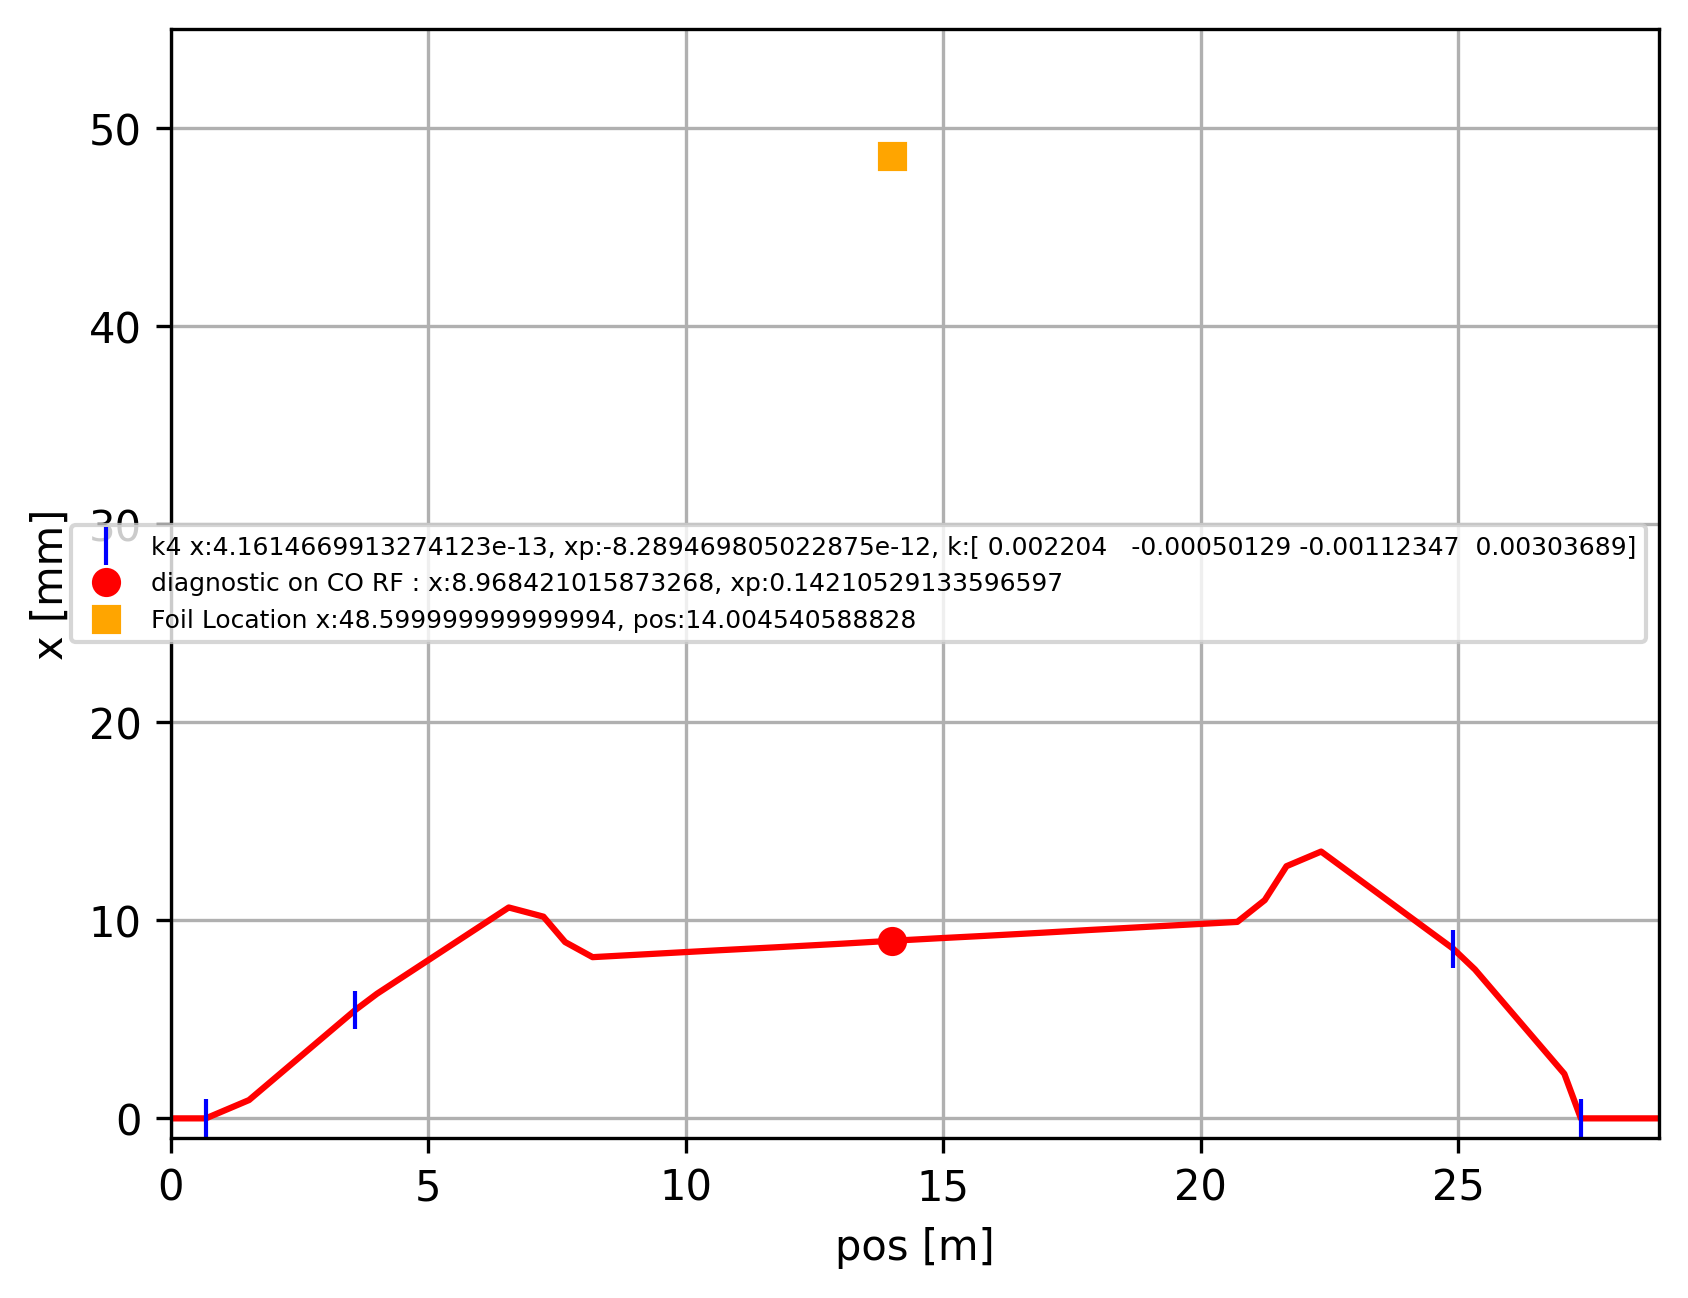 50
40
30
20
10
0
x [mm]
k4 x:4.1614669913274123e-13, xp:-8.289469805022875e-12, k:[ 0.002204 -0.00050129 -0.00112347 0.00303689]
diagnostic on CO RF : x:8.968421015873268, xp:0.14210529133596597
Foil Location x:48.599999999999994, pos:14.004540588828
0 5 10 15 20 25
pos [m]